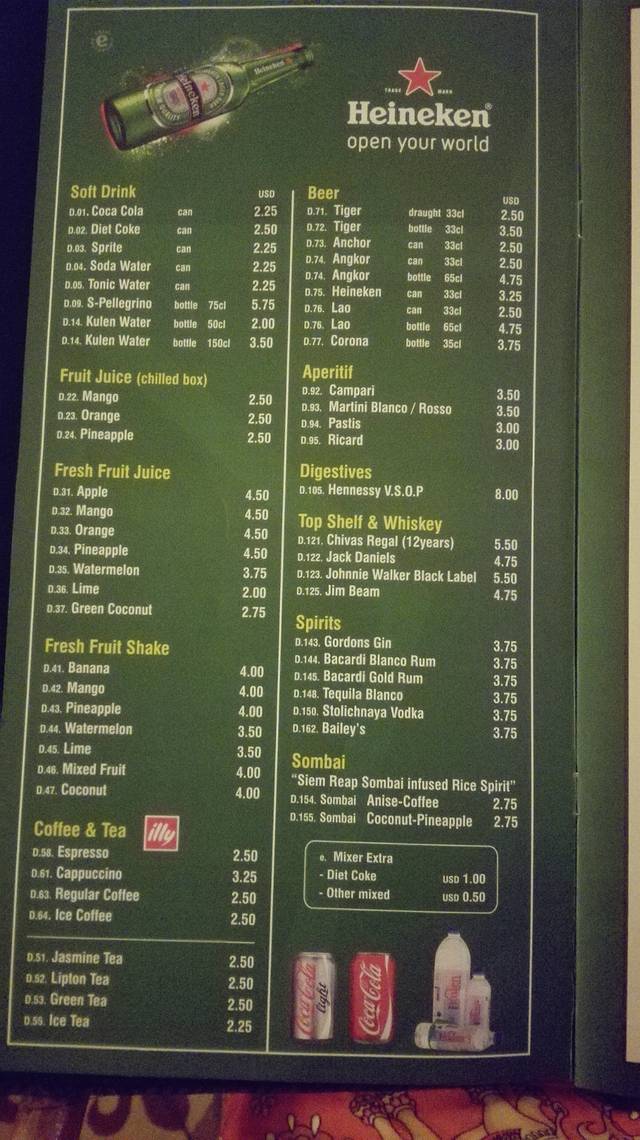 e
Heineken
TRADE MARK
Heineken®
open your world
Soft Drink USD
D.01. Coca Cola can 2.25
D.02. Diet Coke can 2.50
D.03. Sprite can 2.25
D.04. Soda Water can 2.25
D.05. Tonic Water can 2.25
D.09. S-Pellegrino bottle 75cl 5.75
D.14. Kulen Water bottle 50cl 2.00
D.14. Kulen Water bottle 150cl 3.50
Fruit Juice (chilled box)
D.22. Mango 2.50
D.23. Orange 2.50
D.24. Pineapple 2.50
Fresh Fruit Juice
D.31. Apple 4.50
D.32. Mango 4.50
D.33. Orange 4.50
D.34. Pineapple 4.50
D.35. Watermelon 3.75
D.36. Lime 2.00
D.37. Green Coconut 2.75
Fresh Fruit Shake
D.41. Banana 4.00
D.42. Mango 4.00
D.43. Pineapple 4.00
D.44. Watermelon 3.50
D.45. Lime 3.50
D.46. Mixed Fruit 4.00
D.47. Coconut 4.00
Coffee & Tea illy
D.58. Espresso 2.50
D.61. Cappuccino 3.25
D.63. Regular Coffee 2.50
D.64. Ice Coffee 2.50
D.51. Jasmine Tea 2.50
D.52. Lipton Tea 2.50
D.53. Green Tea 2.50
D.55. Ice Tea 2.25
Beer USD
D.71. Tiger draught 33cl 2.50
D.72. Tiger bottle 33cl 3.50
D.73. Anchor can 33cl 2.50
D.74. Angkor can 33cl 2.50
D.74. Angkor bottle 65cl 4.75
D.75. Heineken can 33cl 3.25
D.76. Lao can 33cl 2.50
D.76. Lao bottle 65cl 4.75
D.77. Corona bottle 35cl 3.75
Aperitif
D.92. Campari 3.50
D.93. Martini Blanco / Rosso 3.50
D.94. Pastis 3.00
D.95. Ricard 3.00
Digestives
D.105. Hennessy V.S.O.P 8.00
Top Shelf & Whiskey
D.121. Chivas Regal (12years) 5.50
D.122. Jack Daniels 4.75
D.123. Johnnie Walker Black Label 5.50
D.125. Jim Beam 4.75
Spirits
D.143. Gordons Gin 3.75
D.144. Bacardi Blanco Rum 3.75
D.145. Bacardi Gold Rum 3.75
D.148. Tequila Blanco 3.75
D.150. Stolichnaya Vodka 3.75
D.162. Bailey's 3.75
Sombai
"Siem Reap Sombai infused Rice Spirit"
D.154. Sombai Anise-Coffee 2.75
D.155. Sombai Coconut-Pineapple 2.75
e. Mixer Extra
- Diet Coke USD 1.00
- Other mixed USD 0.50
Coca-Cola light
Coca-Cola